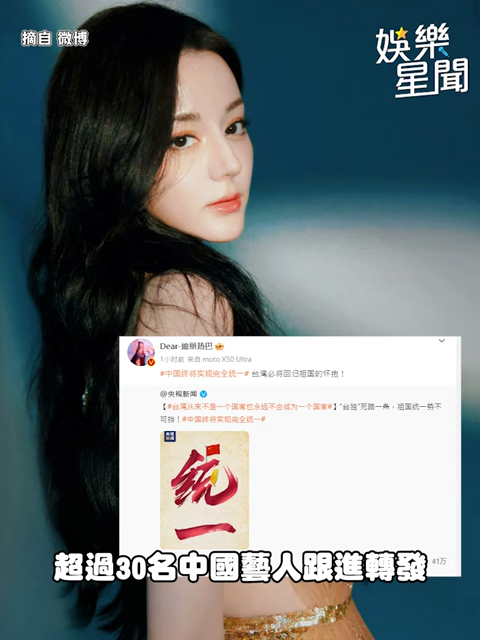 摘自 微博
娛樂
星聞
Dear-迪丽热巴
1小时前 来自 moto X50 Ultra
#中国终将实现完全统一# 台湾必将回归祖国的怀抱！
@央视新闻
【#台湾从来不是一个国家也永远不会成为一个国家#】"台独"死路一条，祖国统一势不
可挡！#中国终将实现完全统一#
统
一
41万
超過30名中國藝人跟進轉發